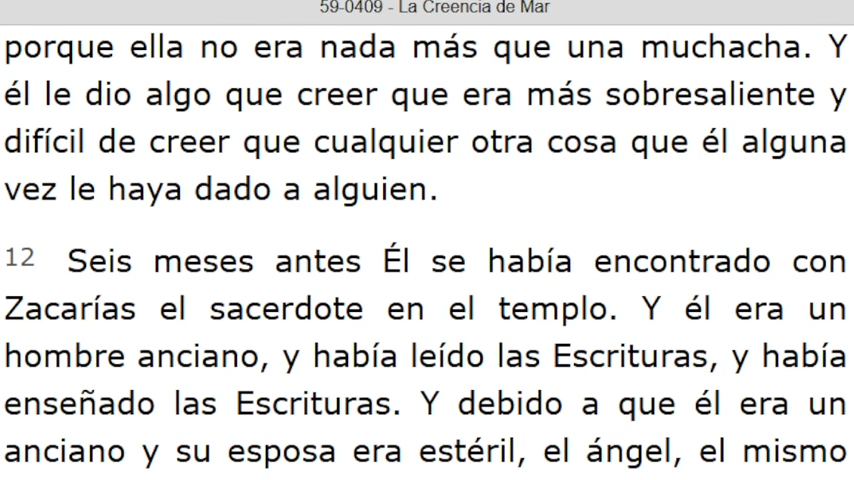 59-0409 - La Creencia de Mar
porque ella no era nada más que una muchacha. Y
él le dio algo que creer que era más sobresaliente y
difícil de creer que cualquier otra cosa que él alguna
vez le haya dado a alguien.
12 Seis meses antes Él se había encontrado con
Zacarías el sacerdote en el templo. Y él era un
hombre anciano, y había leído las Escrituras, y había
enseñado las Escrituras. Y debido a que él era un
anciano y su esposa era estéril, el ángel, el mismo